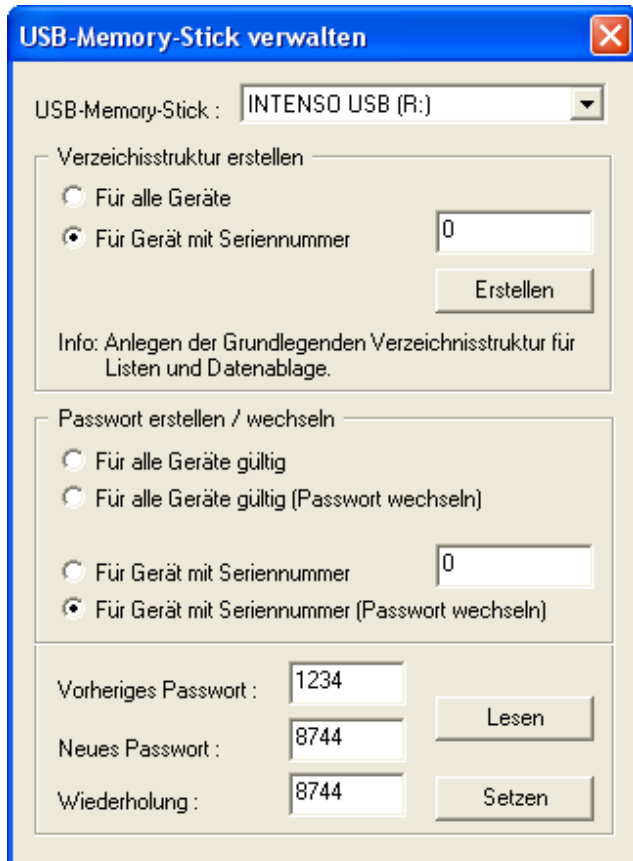 USB-Memory-Stick verwalten
USB-Memory-Stick : INTENSO USB (R:)
Verzeichisstruktur erstellen
Für alle Geräte
Für Gerät mit Seriennummer 0
Erstellen
Info: Anlegen der Grundlegenden Verzeichnisstruktur für
Listen und Datenablage.
Passwort erstellen / wechseln
Für alle Geräte gültig
Für alle Geräte gültig (Passwort wechseln)
Für Gerät mit Seriennummer 0
Für Gerät mit Seriennummer (Passwort wechseln)
Vorheriges Passwort : 1234
Lesen
Neues Passwort : 8744
Wiederholung : 8744
Setzen